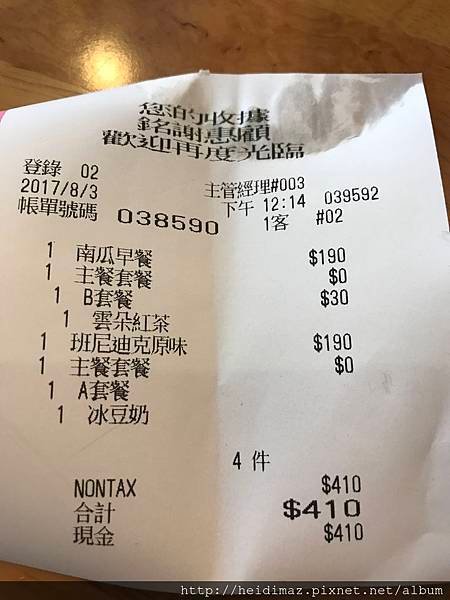 您的收據
銘謝惠顧
歡迎再度光臨
登錄 02 主管經理#003
2017/8/3 下午 12:14 039592
帳單號碼 038590 1客 #02
1 南瓜早餐 $190
1 主餐套餐 $0
1 B套餐 $30
1 雲朵紅茶
1 班尼迪克原味 $190
1 主餐套餐 $0
1 A套餐
1 冰豆奶
4 件
NONTAX $410
合計 $410
現金 $410
http://heidimaz.pixnet.net/album